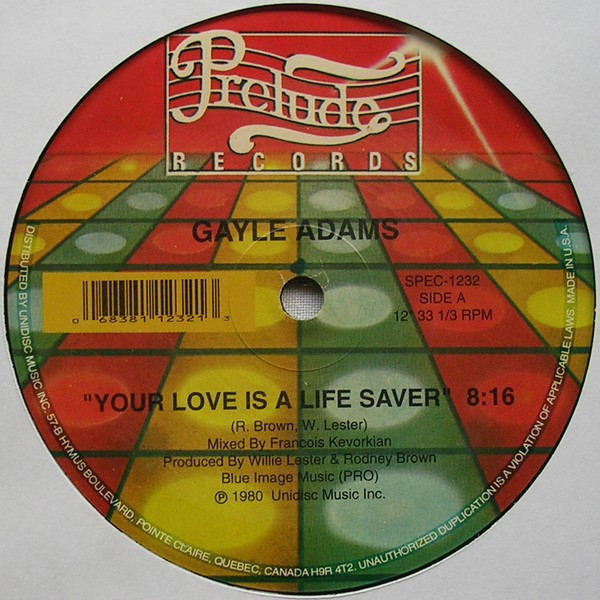 Prelude
RECORDS
GAYLE ADAMS
SPEC-1232
SIDE A
12" 33 1/3 RPM
0 68381 12321 3
"YOUR LOVE IS A LIFE SAVER" 8:16
(R. Brown, W. Lester)
Mixed By Francois Kevorkian
Produced By Willie Lester & Rodney Brown
Blue Image Music (PRO)
℗ 1980 Unidisc Music Inc.
DISTIBUTED BY UNIDISC MUSIC INC. 57-B HYMUS BOULEVARD, POINTE CLAIRE, QUEBEC, CANADA H9R 4T2. UNAUTHORIZED DUPLICATION IS A VIOLATION OF APPLICABLE LAWS. MADE IN U.S.A.